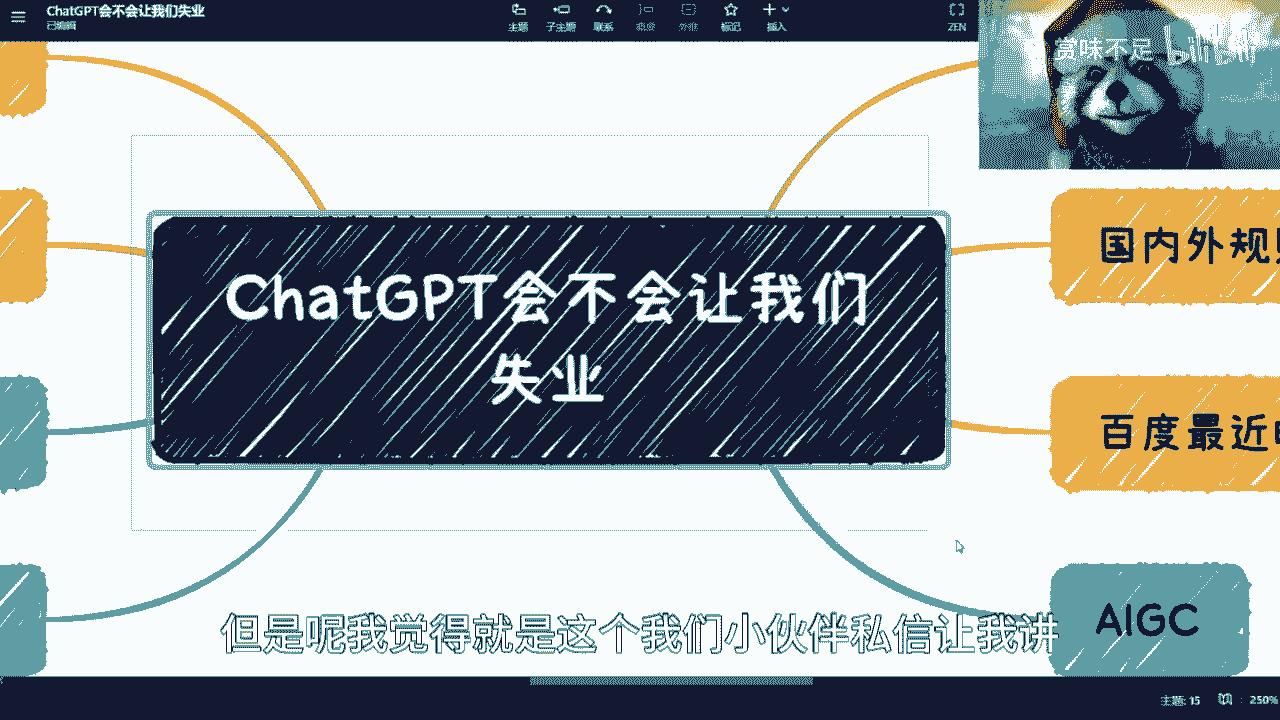 ChatGPT会不会让我们失业
已编辑
主题
子主题
联系
概要
外框
标记
插入
ZEN
赏味不足 bilibili
国内外规
ChatGPT会不会让我们
失业
百度最近
AIGC
但是呢我觉得就是这个我们小伙伴私信让我讲
主题: 15
250%